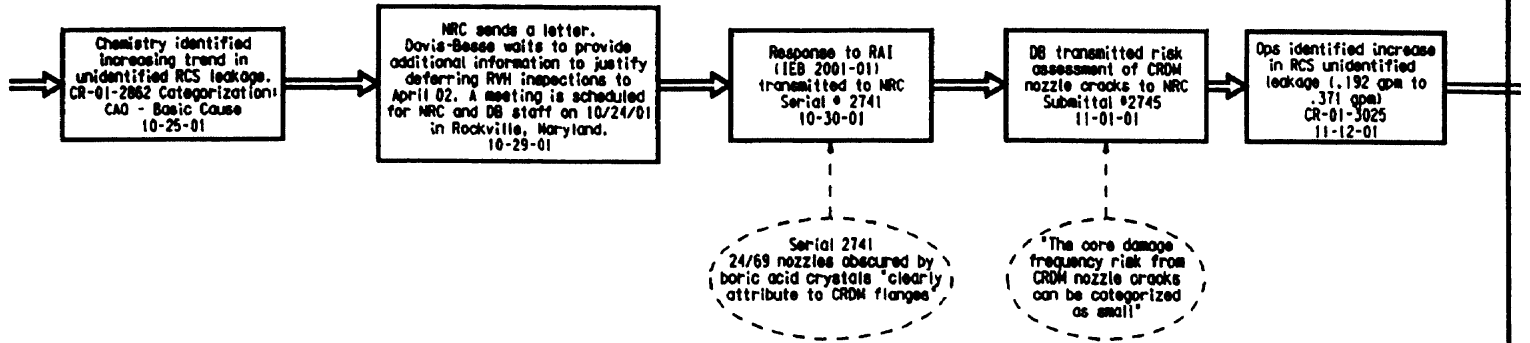 Chemistry identified
increasing trend in
unidentified RCS leakage.
CR-01-2862 Categorization:
CAQ - Basic Cause
10-25-01
NRC sends a letter.
Davis-Besse waits to provide
additional information to justify
deferring RVH inspections to
April 02. A meeting is scheduled
for NRC and DB staff on 10/24/01
in Rockville, Maryland.
10-29-01
Response to RAI
(IEB 2001-01)
transmitted to NRC
Serial # 2741
10-30-01
DB transmitted risk
assessment of CRDM
nozzle cracks to NRC
Submittal #2745
11-01-01
Ops identified increase
in RCS unidentified
leakage (.192 gpm to
.371 gpm)
CR-01-3025
11-12-01
Serial 2741
24/69 nozzles obscured by
boric acid crystals "clearly
attribute to CRDM flanges"
"The core damage
frequency risk from
CRDM nozzle cracks
can be categorized
as small"